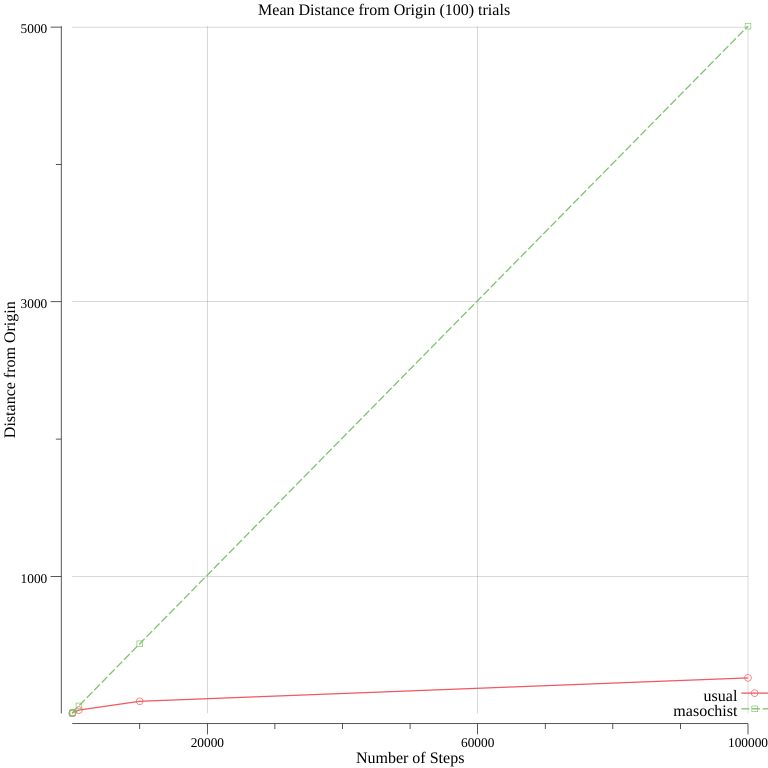 Mean Distance from Origin (100) trials
5000
3000
1000
Distance from Origin
usual
masochist
20000
60000
100000
Number of Steps